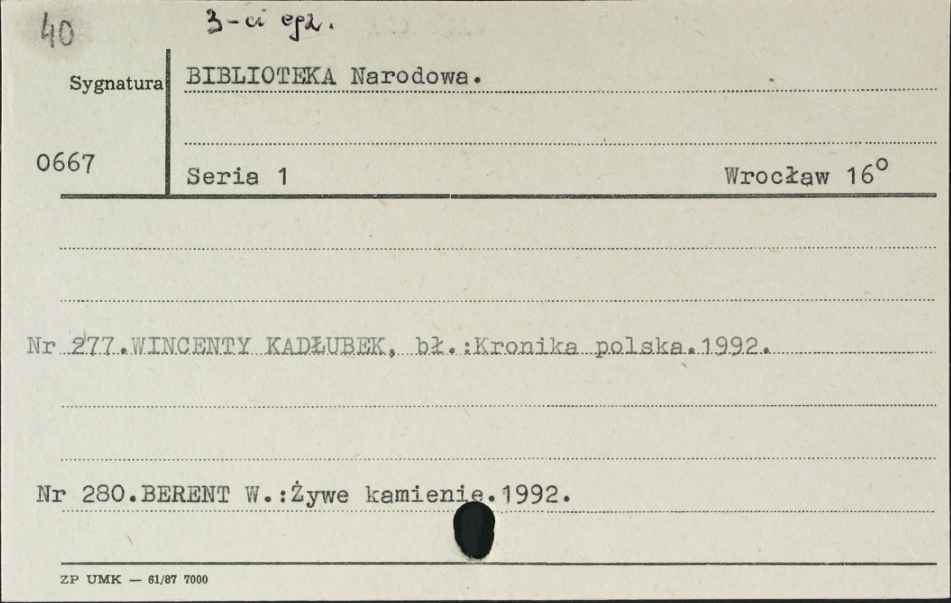 40
3-ci egz.
Sygnatura
BIBLIOTEKA Narodowa.
0667
Seria 1 Wrocław 16°
Nr 277.WINCENTY KADŁUBEK, bł.:Kronika polska.1992.
Nr 280.BERENT W.:Żywe kamienie.1992.
ZP UMK — 61/87 7000